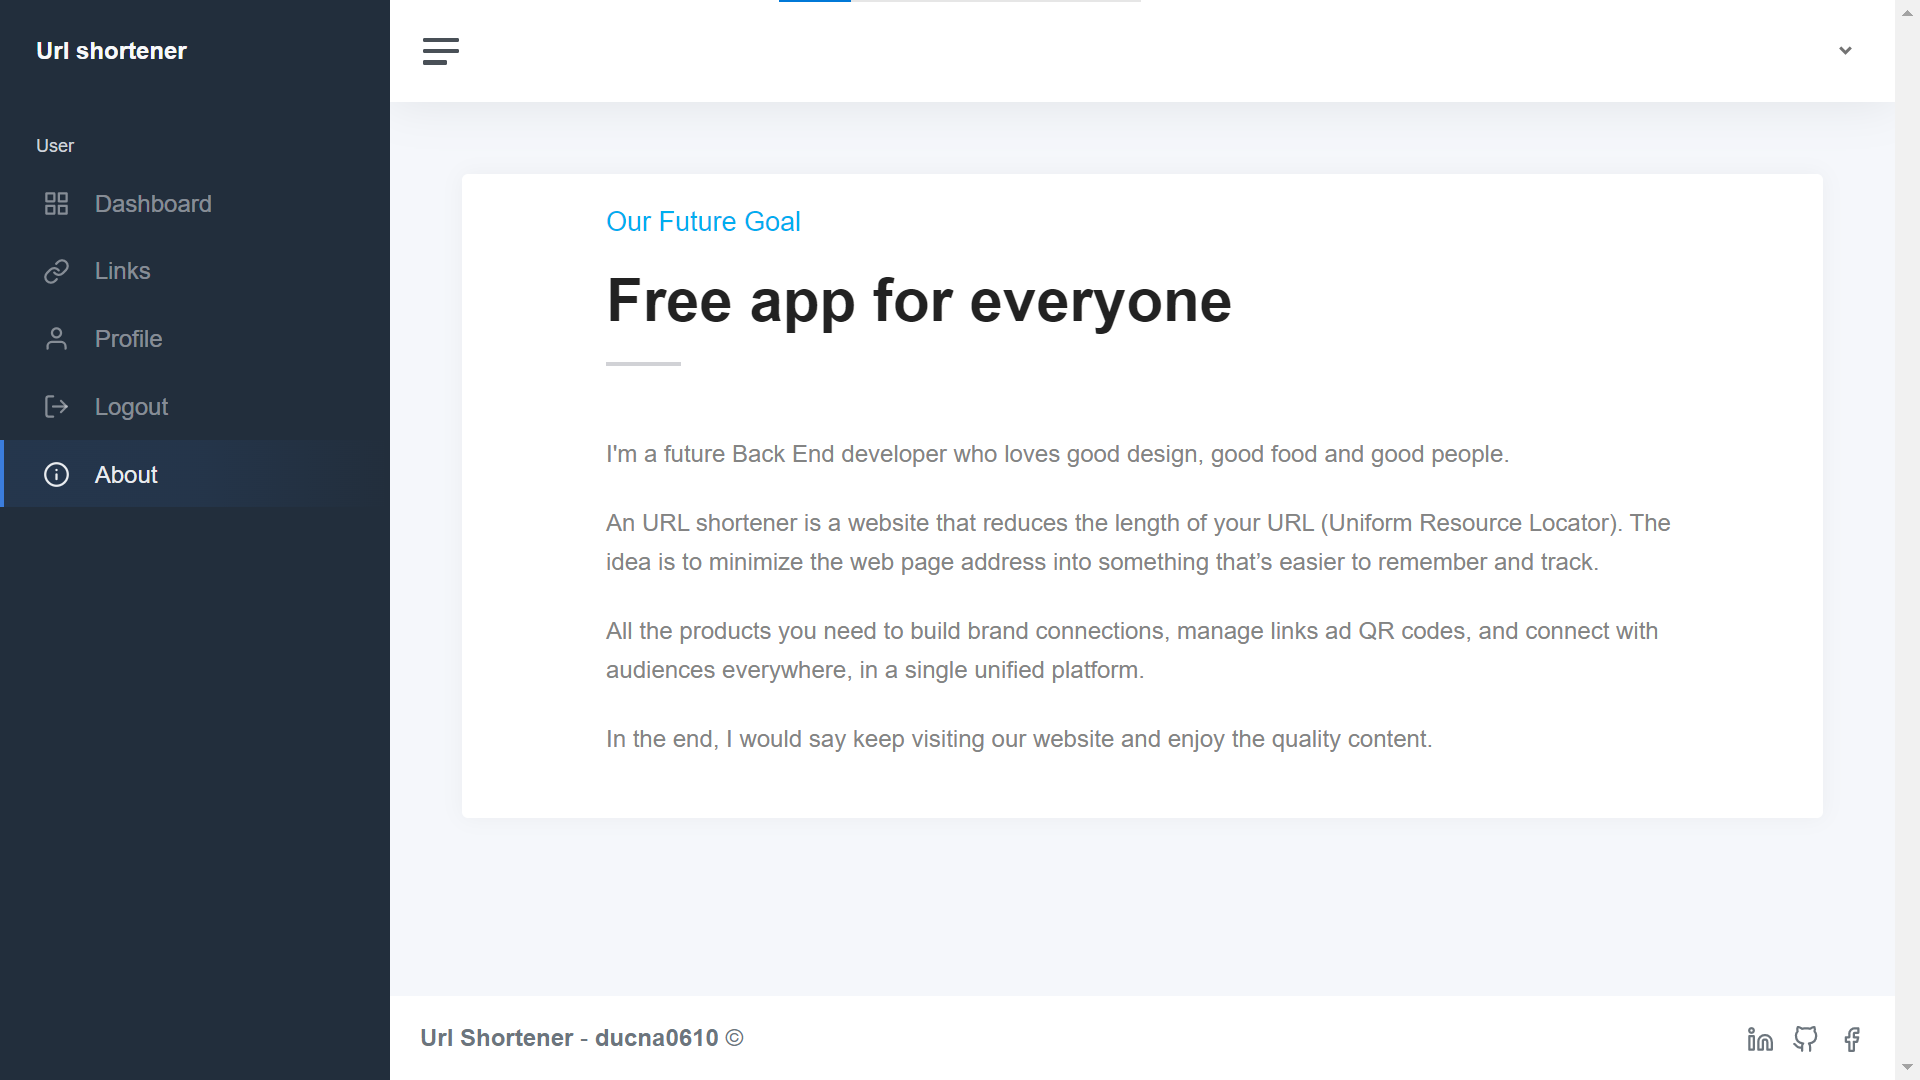 Url shortener
User
Dashboard
Links
Profile
Logout
About
Our Future Goal
Free app for everyone
I'm a future Back End developer who loves good design, good food and good people.
An URL shortener is a website that reduces the length of your URL (Uniform Resource Locator). The
idea is to minimize the web page address into something that’s easier to remember and track.
All the products you need to build brand connections, manage links ad QR codes, and connect with
audiences everywhere, in a single unified platform.
In the end, I would say keep visiting our website and enjoy the quality content.
Url Shortener - ducna0610 ©